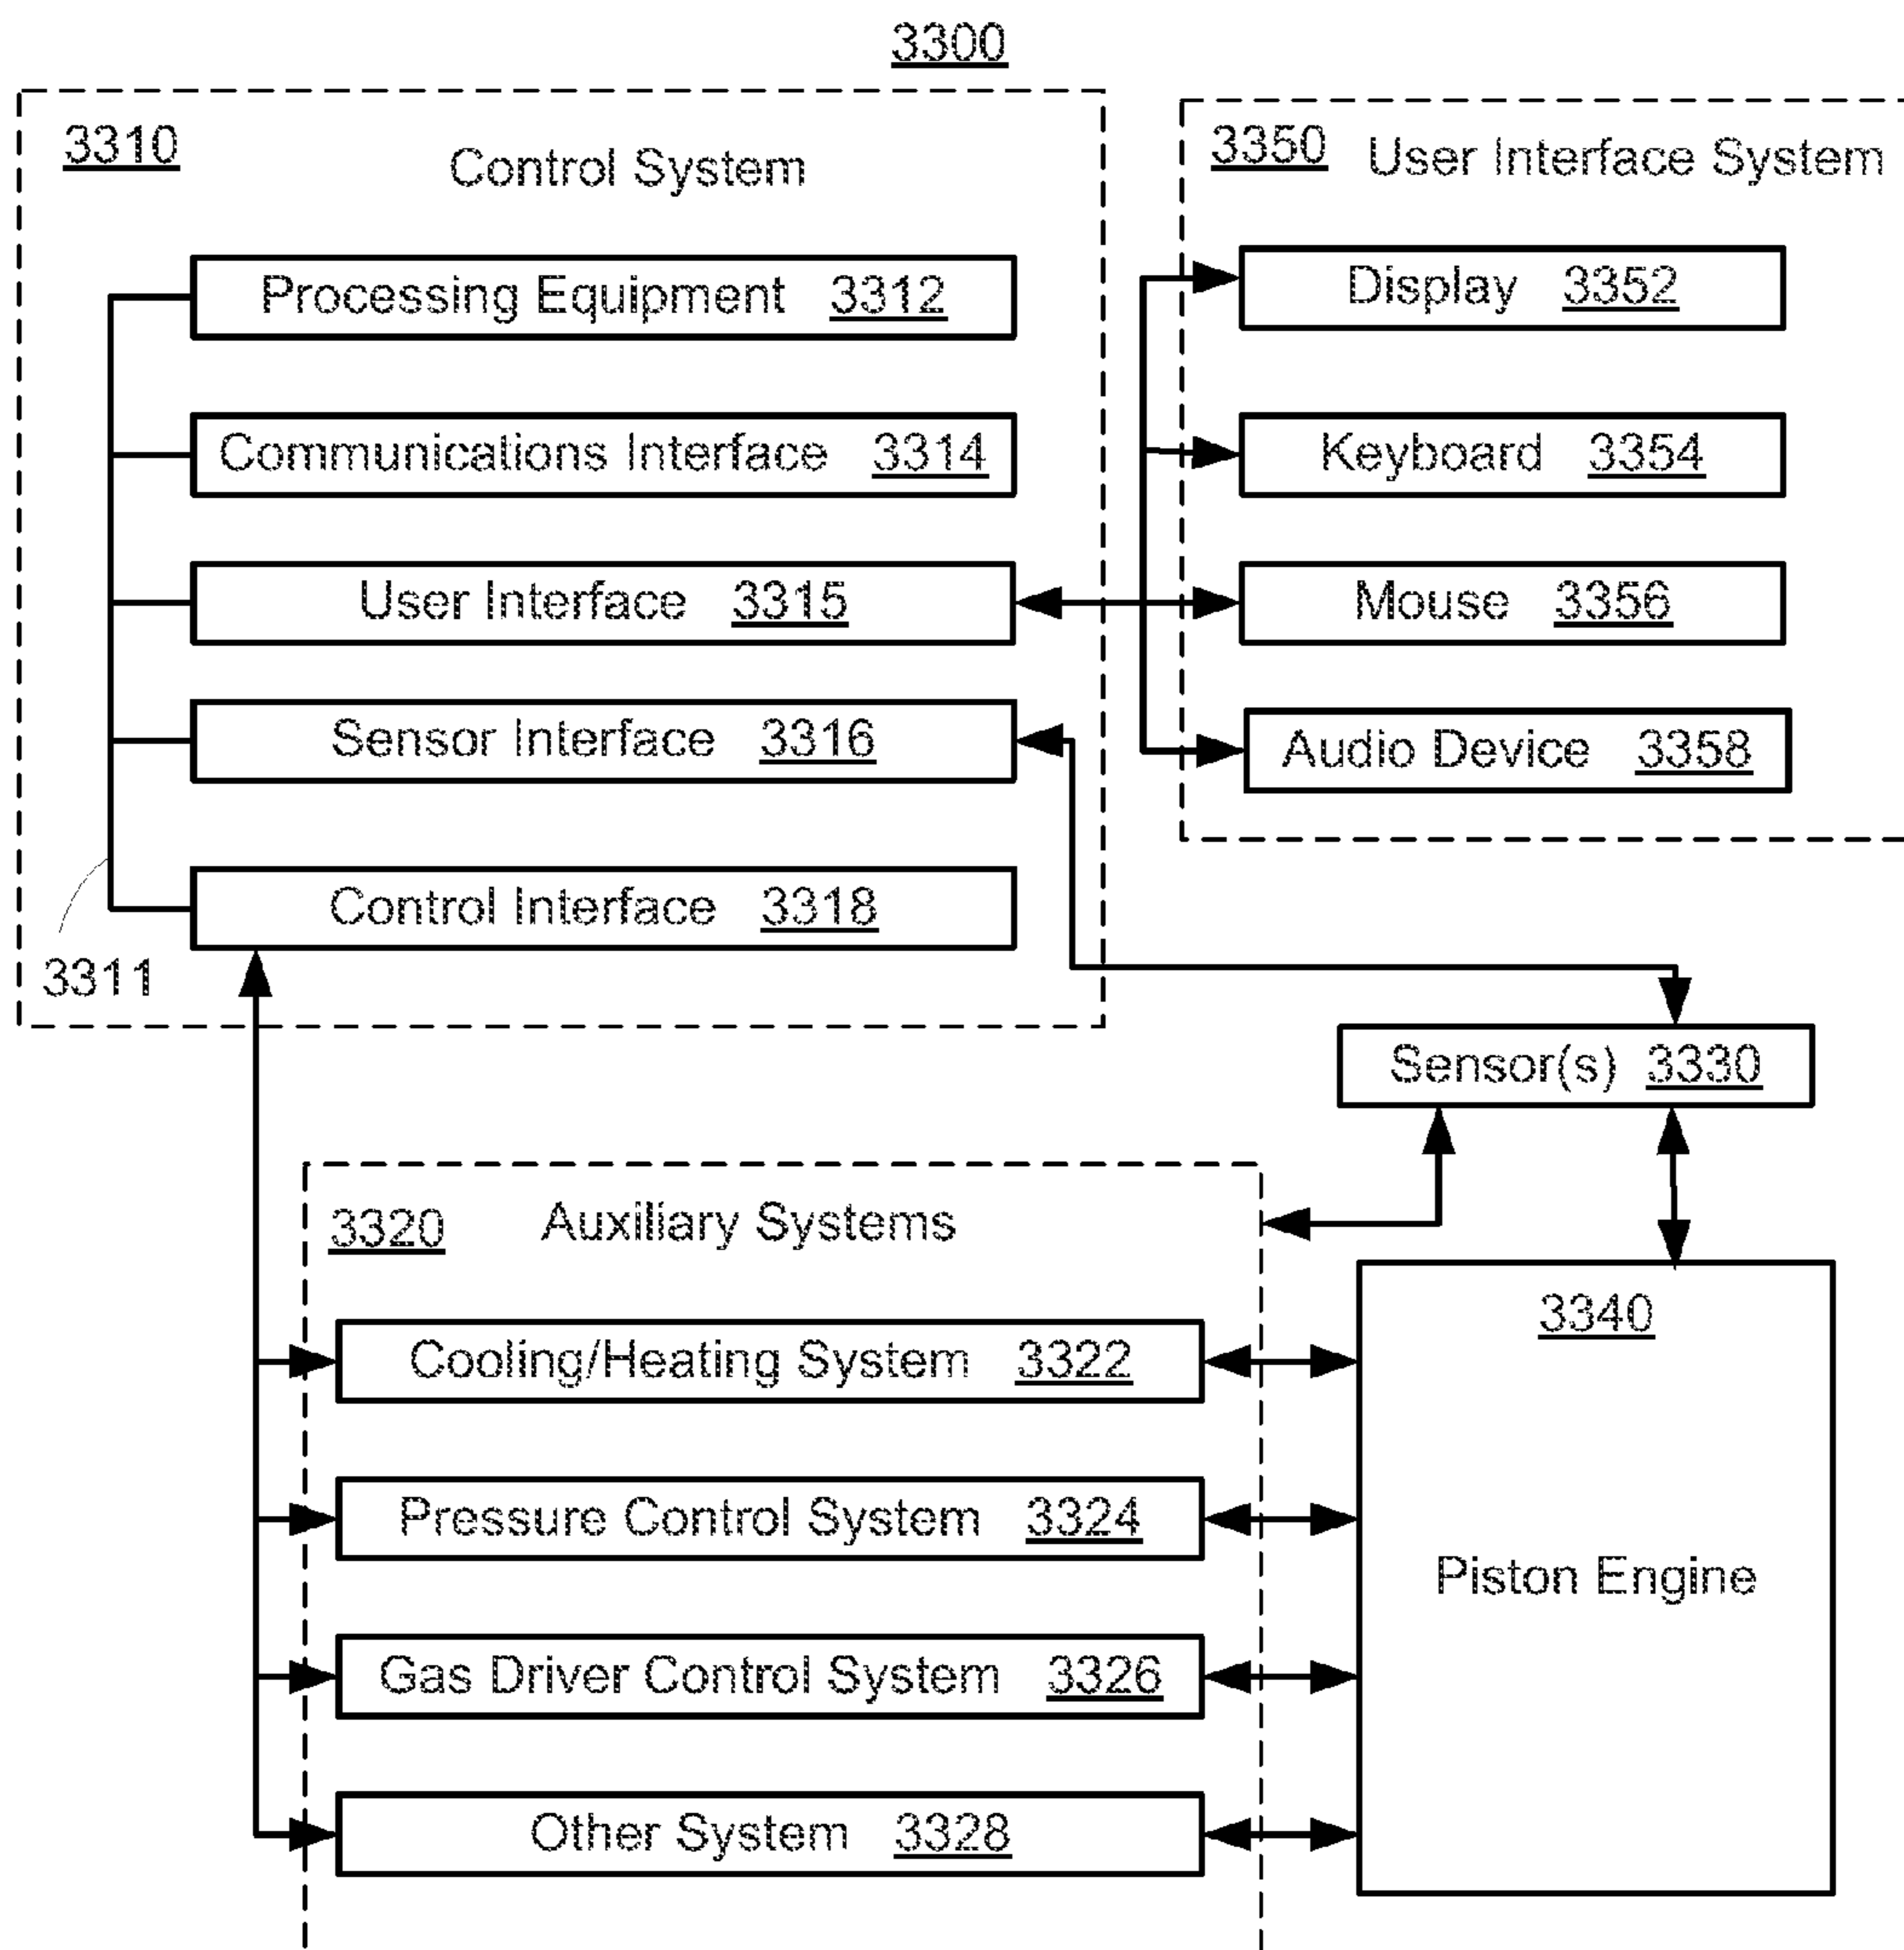 3300
3310
Control System
Processing Equipment 3312
Communications Interface 3314
User Interface 3315
Sensor Interface 3316
Control Interface 3318
3311
3350 User Interface System
Display 3352
Keyboard 3354
Mouse 3356
Audio Device 3358
Sensor(s) 3330
3320 Auxiliary Systems
Cooling/Heating System 3322
Pressure Control System 3324
Gas Driver Control System 3326
Other System 3328
3340
Piston Engine